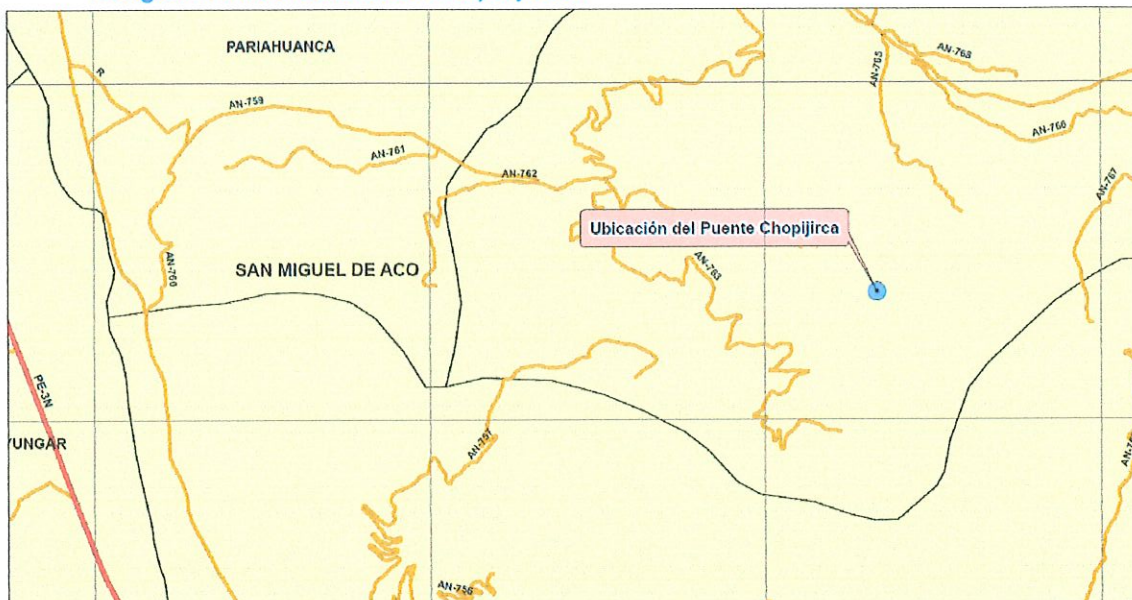 PARIAHUANCA
R
AN-759
AN-761
AN-762
AN-765
AN-768
AN-766
AN-767
Ubicación del Puente Chopijirca
AN-763
AN-760
SAN MIGUEL DE ACO
PE-3N
YUNGAR
AN-757
AN-756